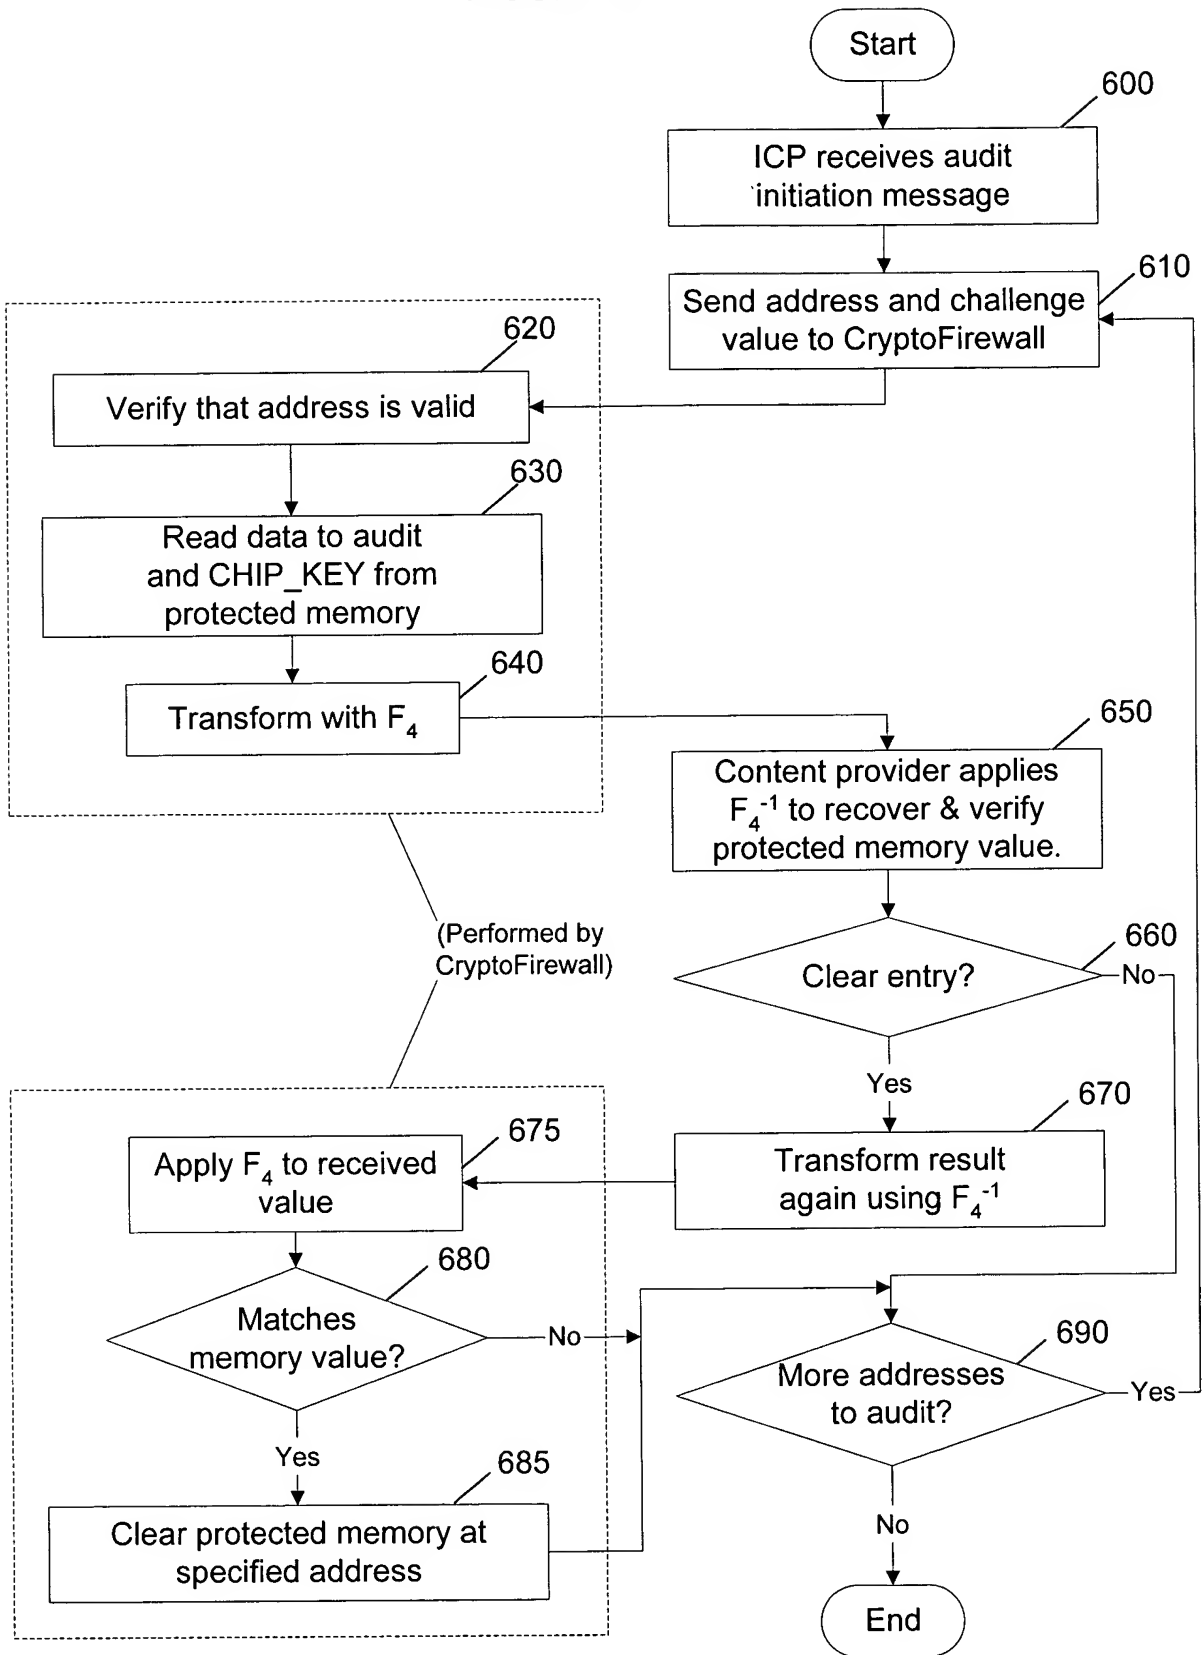 Start
600
ICP receives audit
initiation message
610
Send address and challenge
value to CryptoFirewall
620
Verify that address is valid
630
Read data to audit
and CHIP_KEY from
protected memory
640
Transform with F₄
650
Content provider applies
F₄⁻¹ to recover & verify
protected memory value.
(Performed by
CryptoFirewall)
660
Clear entry?
No
Yes
670
Transform result
again using F₄⁻¹
675
Apply F₄ to received
value
680
Matches
memory value?
No
Yes
685
Clear protected memory at
specified address
690
More addresses
to audit?
Yes
No
End